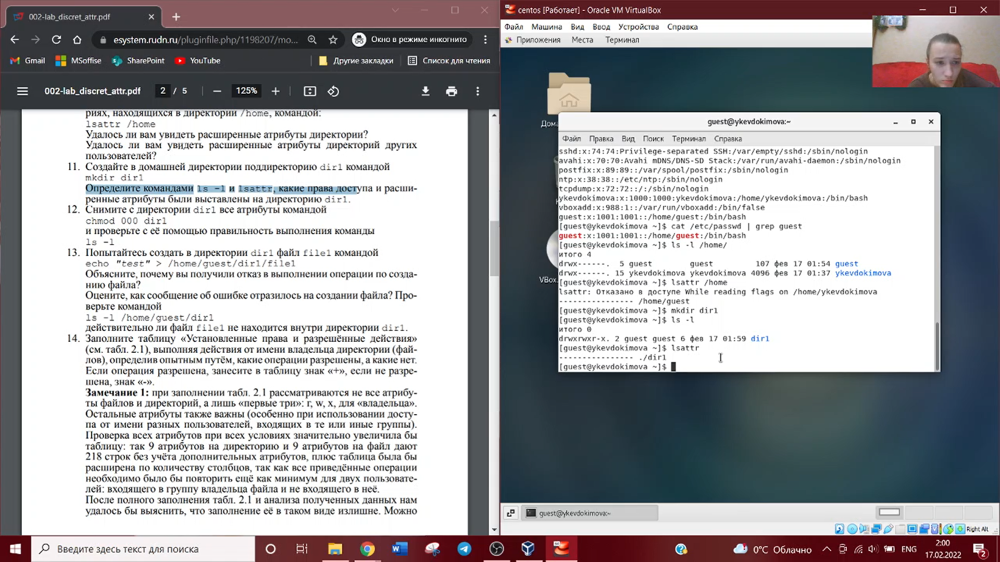 002-lab_discret_attr.pdf
esystem.rudn.ru/pluginfile.php/1198207/mo...
Окно в режиме инкогнито
Gmail
MSoffise
SharePoint
YouTube
Другие закладки
Список для чтения
002-lab_discret_attr.pdf
2 / 5
125%
риях, находящихся в директории /home, командой:
lsattr /home
Удалось ли вам увидеть расширенные атрибуты директории?
Удалось ли вам увидеть расширенные атрибуты директорий других
пользователей?
11. Создайте в домашней директории поддиректорию dir1 командой
mkdir dir1
Определите командами ls -l и lsattr, какие права доступа и расши-
ренные атрибуты были выставлены на директорию dir1.
12. Снимите с директории dir1 все атрибуты командой
chmod 000 dir1
и проверьте с её помощью правильность выполнения команды
ls -l
13. Попытайтесь создать в директории dir1 файл file1 командой
echo "test" > /home/guest/dir1/file1
Объясните, почему вы получили отказ в выполнении операции по созда-
нию файла?
Оцените, как сообщение об ошибке отразилось на создании файла? Про-
верьте командой
ls -l /home/guest/dir1
действительно ли файл file1 не находится внутри директории dir1.
14. Заполните таблицу «Установленные права и разрешённые действия»
(см. табл. 2.1), выполняя действия от имени владельца директории (фай-
лов), определив опытным путём, какие операции разрешены, а какие нет.
Если операция разрешена, занесите в таблицу знак «+», если не разре-
шена, знак «-».
Замечание 1: при заполнении табл. 2.1 рассматриваются не все атрибу-
ты файлов и директорий, а лишь «первые три»: r, w, x, для «владельца».
Остальные атрибуты также важны (особенно при использовании досту-
па от имени разных пользователей, входящих в те или иные группы).
Проверка всех атрибутов при всех условиях значительно увеличила бы
таблицу: так 9 атрибутов на директорию и 9 атрибутов на файл дают
218 строк без учёта дополнительных атрибутов, плюс таблица была бы
расширена по количеству столбцов, так как все приведённые операции
необходимо было бы повторить ещё как минимум для двух пользовате-
лей: входящего в группу владельца файла и не входящего в неё.
После полного заполнения табл. 2.1 и анализа полученных данных нам
удалось бы выяснить, что заполнение её в таком виде излишне. Можно
centos [Работает] - Oracle VM VirtualBox
Файл Машина Вид Ввод Устройства Справка
Приложения Места Терминал
Дома
VBox.
guest@ykevdokimova:~
Файл Правка Вид Поиск Терминал Справка
sshd:x:74:74:Privilege-separated SSH:/var/empty/sshd:/sbin/nologin
avahi:x:70:70:Avahi mDNS/DNS-SD Stack:/var/run/avahi-daemon:/sbin/nologin
postfix:x:89:89::/var/spool/postfix:/sbin/nologin
ntp:x:38:38::/etc/ntp:/sbin/nologin
tcpdump:x:72:72::/:/sbin/nologin
ykevdokimova:x:1000:1000:ykevdokimova:/home/ykevdokimova:/bin/bash
vboxadd:x:988:1::/var/run/vboxadd:/bin/false
guest:x:1001:1001::/home/guest:/bin/bash
[guest@ykevdokimova ~]$ cat /etc/passwd | grep guest
guest:x:1001:1001::/home/guest:/bin/bash
[guest@ykevdokimova ~]$ ls -l /home/
итого 4
drwx------. 5 guest guest 107 фев 17 01:54 guest
drwx------. 15 ykevdokimova ykevdokimova 4096 фев 17 01:37 ykevdokimova
[guest@ykevdokimova ~]$ lsattr /home
lsattr: Отказано в доступе While reading flags on /home/ykevdokimova
---------------- /home/guest
[guest@ykevdokimova ~]$ mkdir dir1
[guest@ykevdokimova ~]$ ls -l
итого 0
drwxrwxr-x. 2 guest guest 6 фев 17 01:59 dir1
[guest@ykevdokimova ~]$ lsattr
---------------- ./dir1
[guest@ykevdokimova ~]$
guest@ykevdokimova:~
Right Alt
Введите здесь текст для поиска
0°C Облачно
ENG
2:00
17.02.2022
2